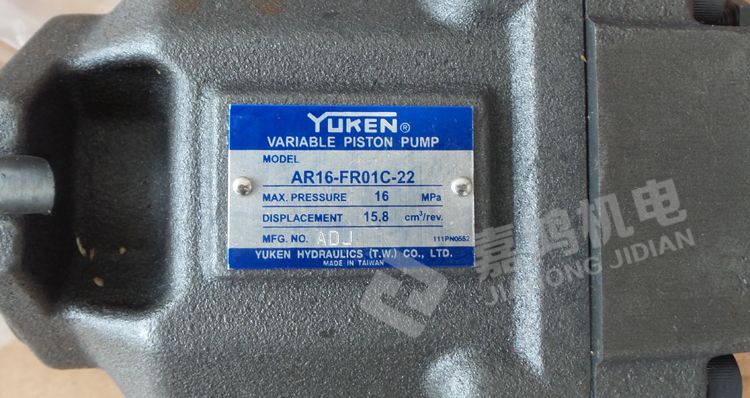 YUKEN®
VARIABLE PISTON PUMP
MODEL
AR16-FR01C-22
MAX. PRESSURE 16 MPa
DISPLACEMENT 15.8 cm³/rev.
MFG. NO. ADJ
111PN0552
YUKEN HYDRAULICS (T.W.) CO., LTD.
MADE IN TAIWAN
嘉鸿机电
JIAHONG JIDIAN